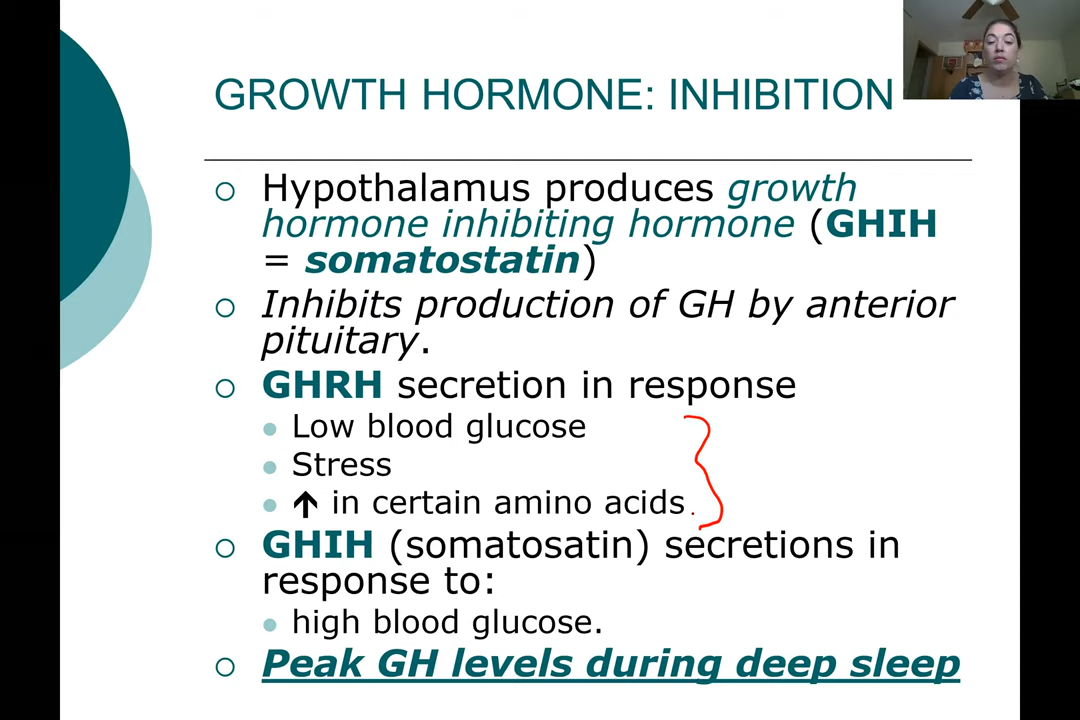 GROWTH HORMONE: INHIBITION
Hypothalamus produces growth
hormone inhibiting hormone (GHIH
= somatostatin)
Inhibits production of GH by anterior
pituitary.
GHRH secretion in response
Low blood glucose
Stress
↑ in certain amino acids.
GHIH (somatosatin) secretions in
response to:
high blood glucose.
Peak GH levels during deep sleep